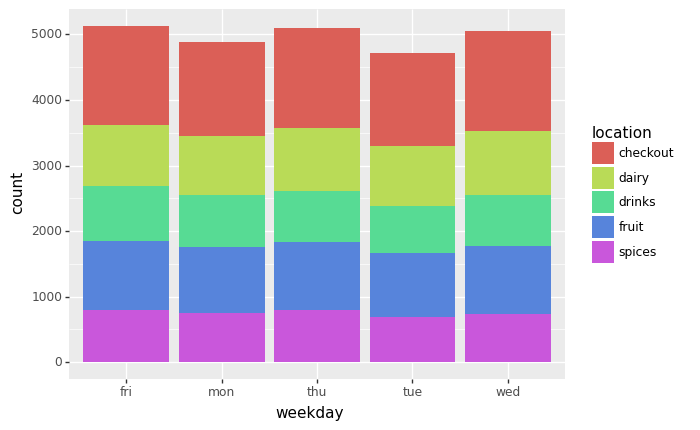 5000
4000
3000
2000
1000
0
count
fri mon thu tue wed
weekday
location
checkout
dairy
drinks
fruit
spices